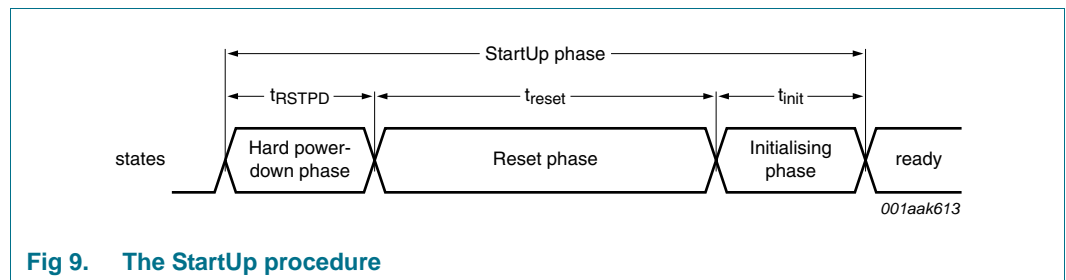 StartUp phase
tRSTPD
treset
tinit
states
Hard power-
down phase
Reset phase
Initialising
phase
ready
001aak613
Fig 9. The StartUp procedure